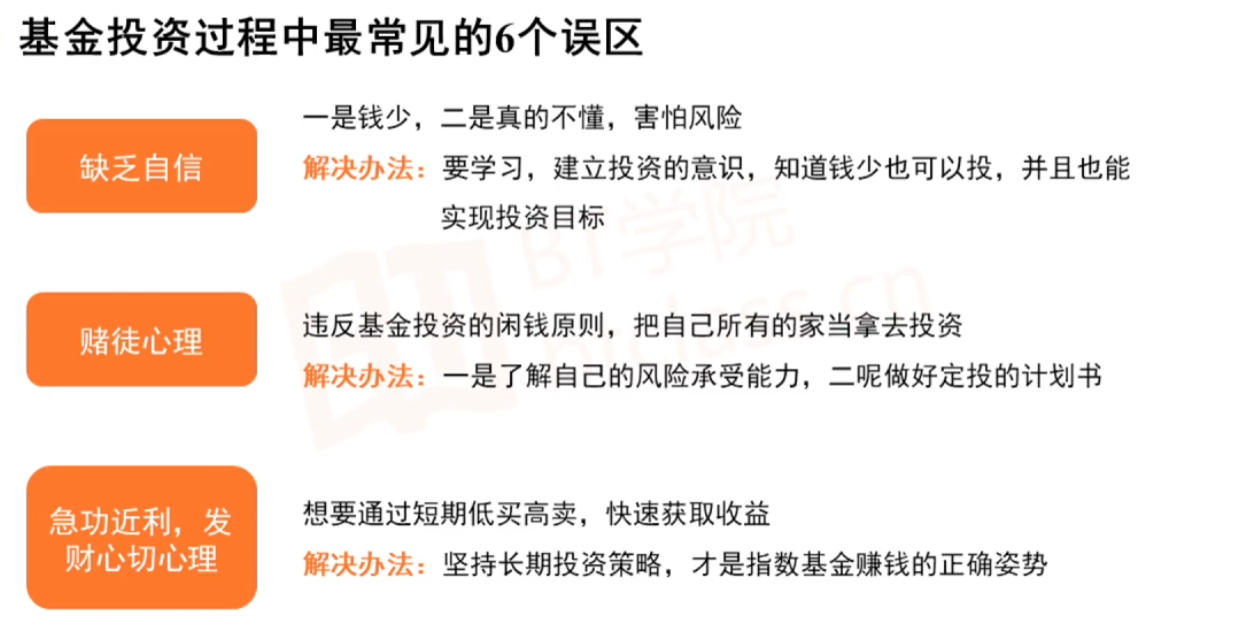 基金投资过程中最常见的6个误区
缺乏自信
一是钱少，二是真的不懂，害怕风险
解决办法：要学习，建立投资的意识，知道钱少也可以投，并且也能
实现投资目标
BT学院
btclass.cn
赌徒心理
违反基金投资的闲钱原则，把自己所有的家当拿去投资
解决办法：一是了解自己的风险承受能力，二呢做好定投的计划书
急功近利，发
财心切心理
想要通过短期低买高卖，快速获取收益
解决办法：坚持长期投资策略，才是指数基金赚钱的正确姿势